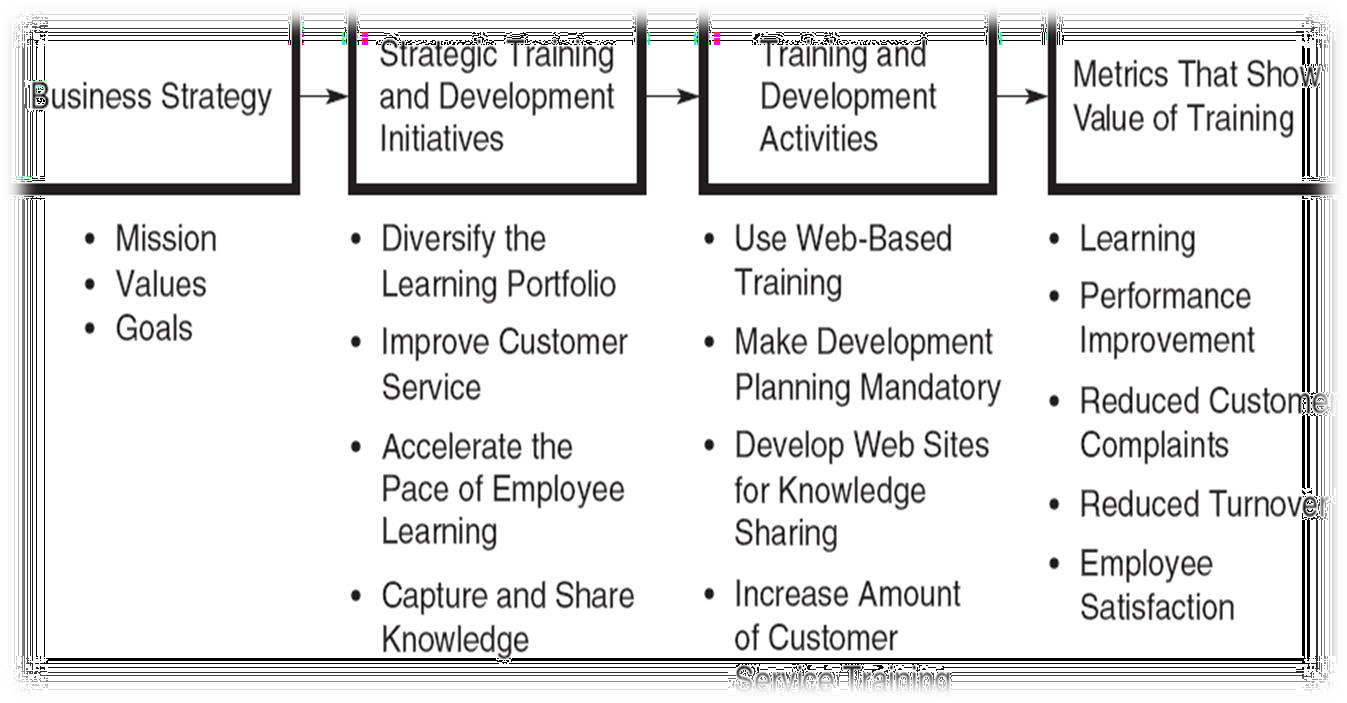 Business Strategy
Strategic Training
and Development
Initiatives
Training and
Development
Activities
Metrics That Show
Value of Training
• Mission
• Values
• Goals
• Diversify the
Learning Portfolio
• Improve Customer
Service
• Accelerate the
Pace of Employee
Learning
• Capture and Share
Knowledge
• Use Web-Based
Training
• Make Development
Planning Mandatory
• Develop Web Sites
for Knowledge
Sharing
• Increase Amount
of Customer
Service Training
• Learning
• Performance
Improvement
• Reduced Customer
Complaints
• Reduced Turnover
• Employee
Satisfaction